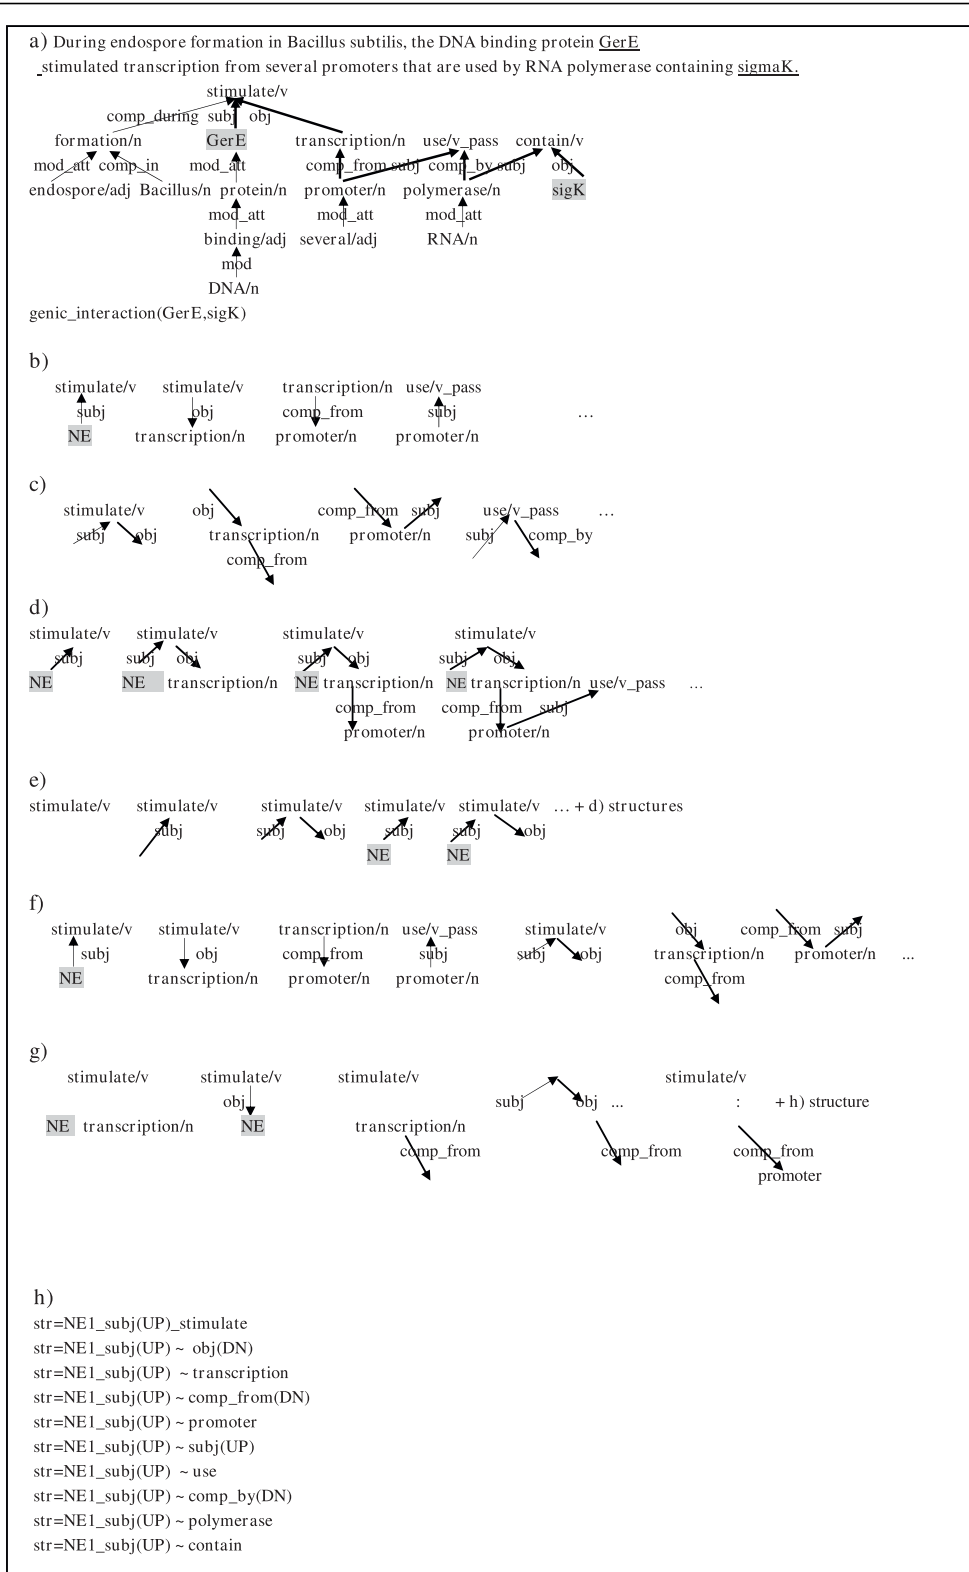 a) During endospore formation in Bacillus subtilis, the DNA binding protein GerE
_stimulated transcription from several promoters that are used by RNA polymerase containing sigmaK.
stimulate/v
comp_during subj obj
formation/n GerE transcription/n use/v_pass contain/v
mod_att comp_in mod_att comp_from subj comp_by subj obj
endospore/adj Bacillus/n protein/n promoter/n polymerase/n sigK
mod_att mod_att mod_att
binding/adj several/adj RNA/n
mod
DNA/n
genic_interaction(GerE,sigK)
b)
stimulate/v stimulate/v transcription/n use/v_pass
subj obj comp_from subj ...
NE transcription/n promoter/n promoter/n
c)
stimulate/v obj comp_from subj use/v_pass ...
subj obj transcription/n promoter/n subj comp_by
comp_from
d)
stimulate/v stimulate/v stimulate/v stimulate/v
subj subj obj subj obj subj obj
NE NE transcription/n NE transcription/n NE transcription/n use/v_pass ...
comp_from comp_from subj
promoter/n promoter/n
e)
stimulate/v stimulate/v stimulate/v stimulate/v stimulate/v ... + d) structures
subj subj obj subj subj obj
NE NE
f)
stimulate/v stimulate/v transcription/n use/v_pass stimulate/v obj comp_from subj
subj obj comp_from subj subj obj transcription/n promoter/n ...
NE transcription/n promoter/n promoter/n comp_from
g)
stimulate/v stimulate/v stimulate/v stimulate/v
obj subj obj ... : + h) structure
NE transcription/n NE transcription/n
comp_from comp_from comp_from
promoter
h)
str=NE1_subj(UP)_stimulate
str=NE1_subj(UP) ~ obj(DN)
str=NE1_subj(UP) ~ transcription
str=NE1_subj(UP) ~ comp_from(DN)
str=NE1_subj(UP) ~ promoter
str=NE1_subj(UP) ~ subj(UP)
str=NE1_subj(UP) ~ use
str=NE1_subj(UP) ~ comp_by(DN)
str=NE1_subj(UP) ~ polymerase
str=NE1_subj(UP) ~ contain